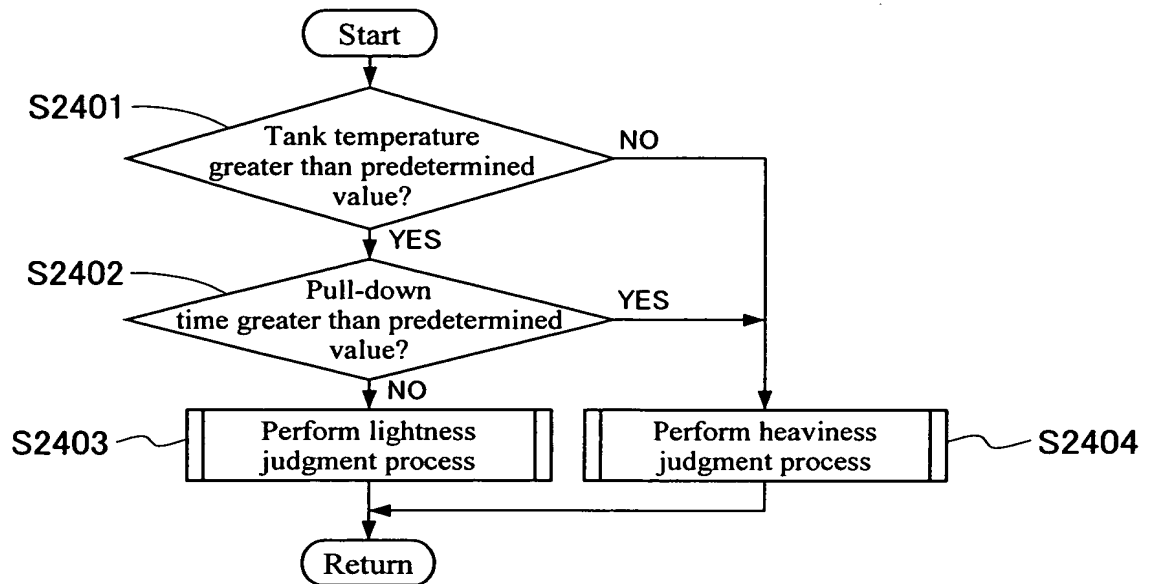 Start
S2401
Tank temperature
greater than predetermined
value?
NO
YES
S2402
Pull-down
time greater than predetermined
value?
YES
NO
S2403
Perform lightness
judgment process
Perform heaviness
judgment process
S2404
Return